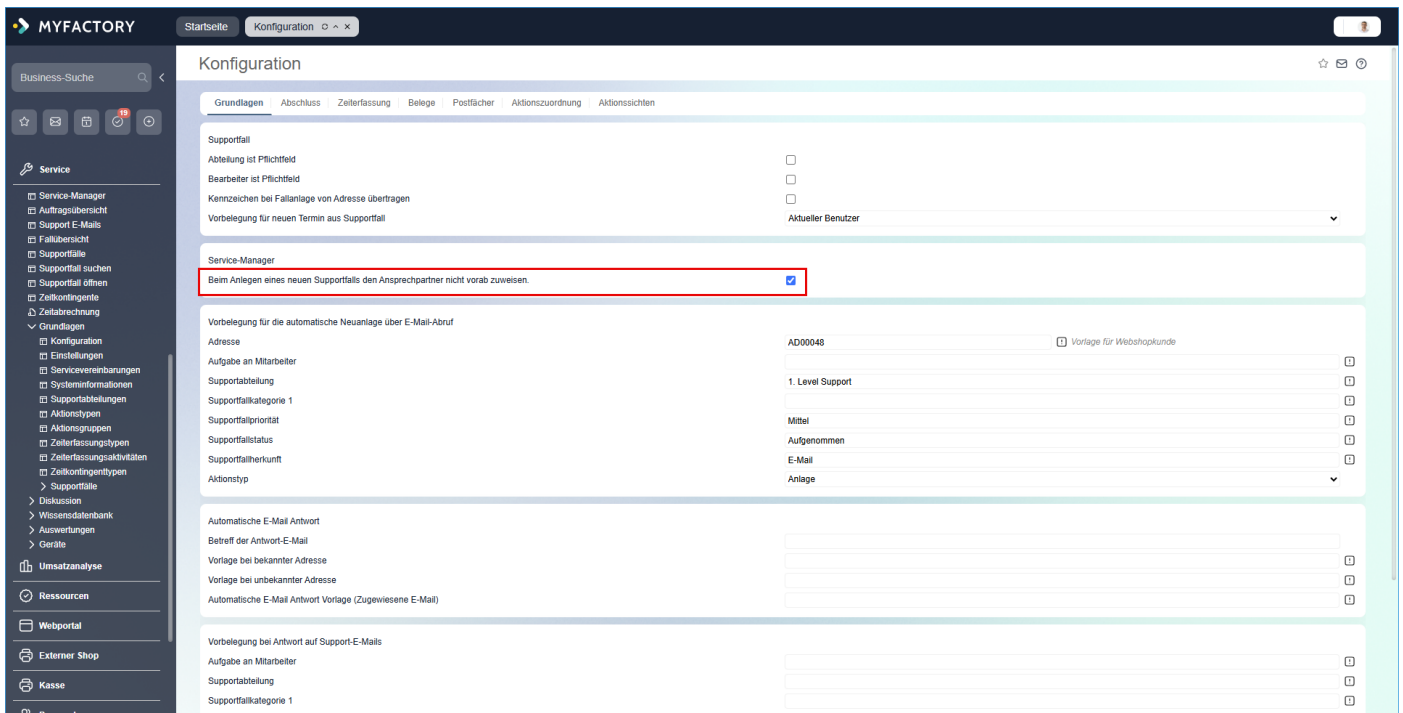 MYFACTORY
Startseite
Konfiguration
Business-Suche
19
Service
Service-Manager
Auftragsübersicht
Support E-Mails
Fallübersicht
Supportfälle
Supportfall suchen
Supportfall öffnen
Zeitkontingente
Zeitabrechnung
Grundlagen
Konfiguration
Einstellungen
Servicevereinbarungen
Systeminformationen
Supportabteilungen
Aktionstypen
Aktionsgruppen
Zeiterfassungstypen
Zeiterfassungsaktivitäten
Zeitkontingenttypen
Supportfälle
Diskussion
Wissensdatenbank
Auswertungen
Geräte
Umsatzanalyse
Ressourcen
Webportal
Externer Shop
Kasse
Konfiguration
Grundlagen Abschluss Zeiterfassung Belege Postfächer Aktionszuordnung Aktionssichten
Supportfall
Abteilung ist Pflichtfeld
Bearbeiter ist Pflichtfeld
Kennzeichen bei Fallanlage von Adresse übertragen
Vorbelegung für neuen Termin aus Supportfall Aktueller Benutzer
Service-Manager
Beim Anlegen eines neuen Supportfalls den Ansprechpartner nicht vorab zuweisen.
Vorbelegung für die automatische Neuanlage über E-Mail-Abruf
Adresse AD00048 Vorlage für Webshopkunde
Aufgabe an Mitarbeiter
Supportabteilung 1. Level Support
Supportfallkategorie 1
Supportfallpriorität Mittel
Supportfallstatus Aufgenommen
Supportfallherkunft E-Mail
Aktionstyp Anlage
Automatische E-Mail Antwort
Betreff der Antwort-E-Mail
Vorlage bei bekannter Adresse
Vorlage bei unbekannter Adresse
Automatische E-Mail Antwort Vorlage (Zugewiesene E-Mail)
Vorbelegung bei Antwort auf Support-E-Mails
Aufgabe an Mitarbeiter
Supportabteilung
Supportfallkategorie 1